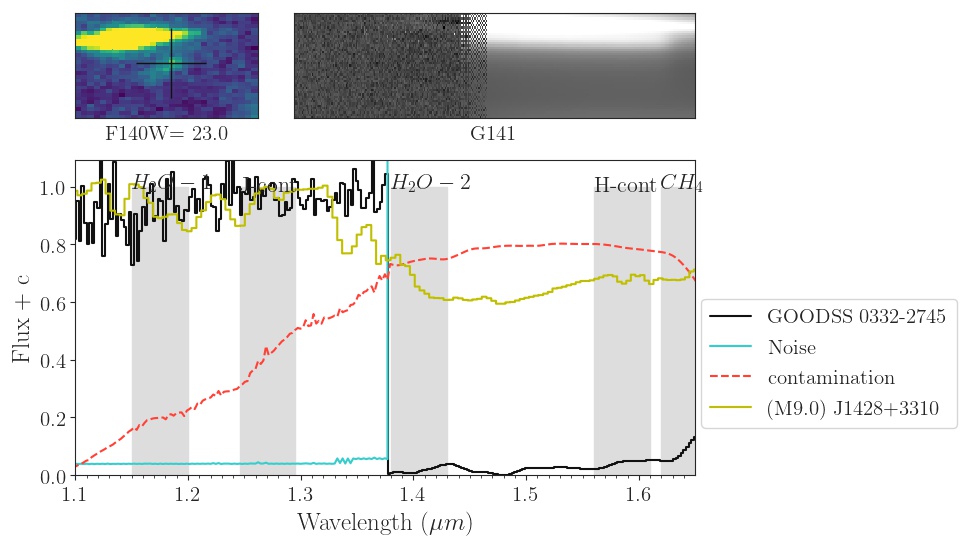 F140W= 23.0
G141
H₂O − 1
J-cont
H₂O − 2
H-cont
CH₄
1.0
0.8
0.6
0.4
0.2
0.0
Flux + c
1.1 1.2 1.3 1.4 1.5 1.6
Wavelength (μm)
GOODSS 0332-2745
Noise
contamination
(M9.0) J1428+3310